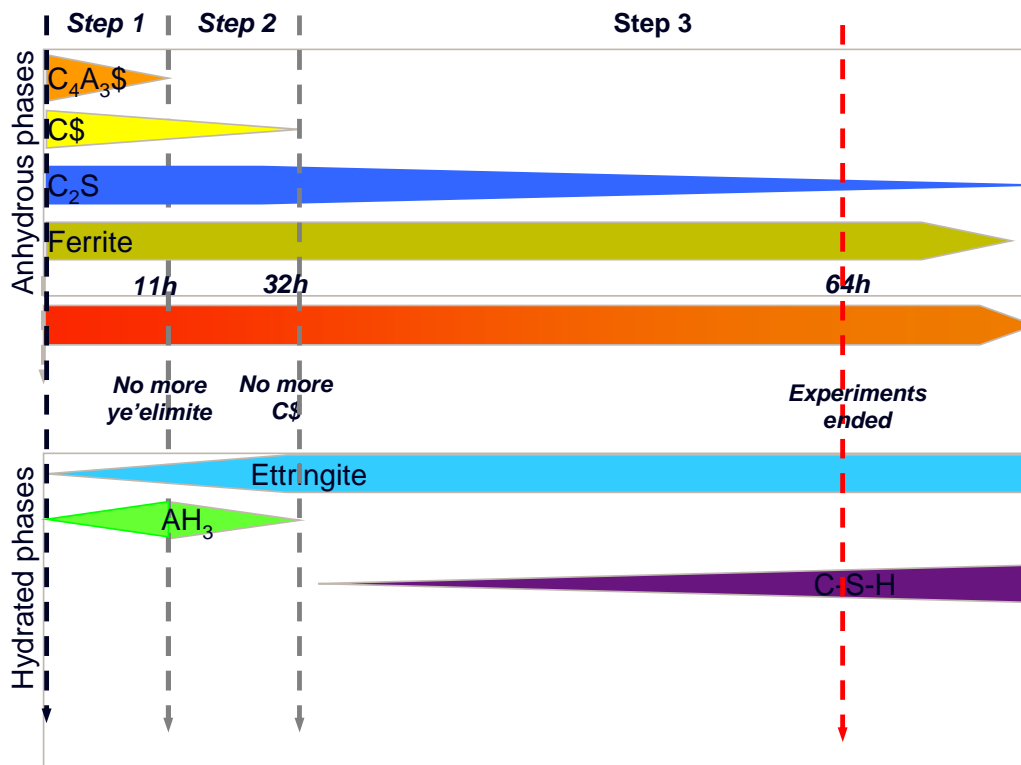 Step 1
Step 2
Step 3
Anhydrous phases
C₄A₃$
C$
C₂S
Ferrite
11h
32h
64h
No more
ye'elimite
No more
C$
Experiments
ended
Hydrated phases
Ettringite
AH₃
C-S-H